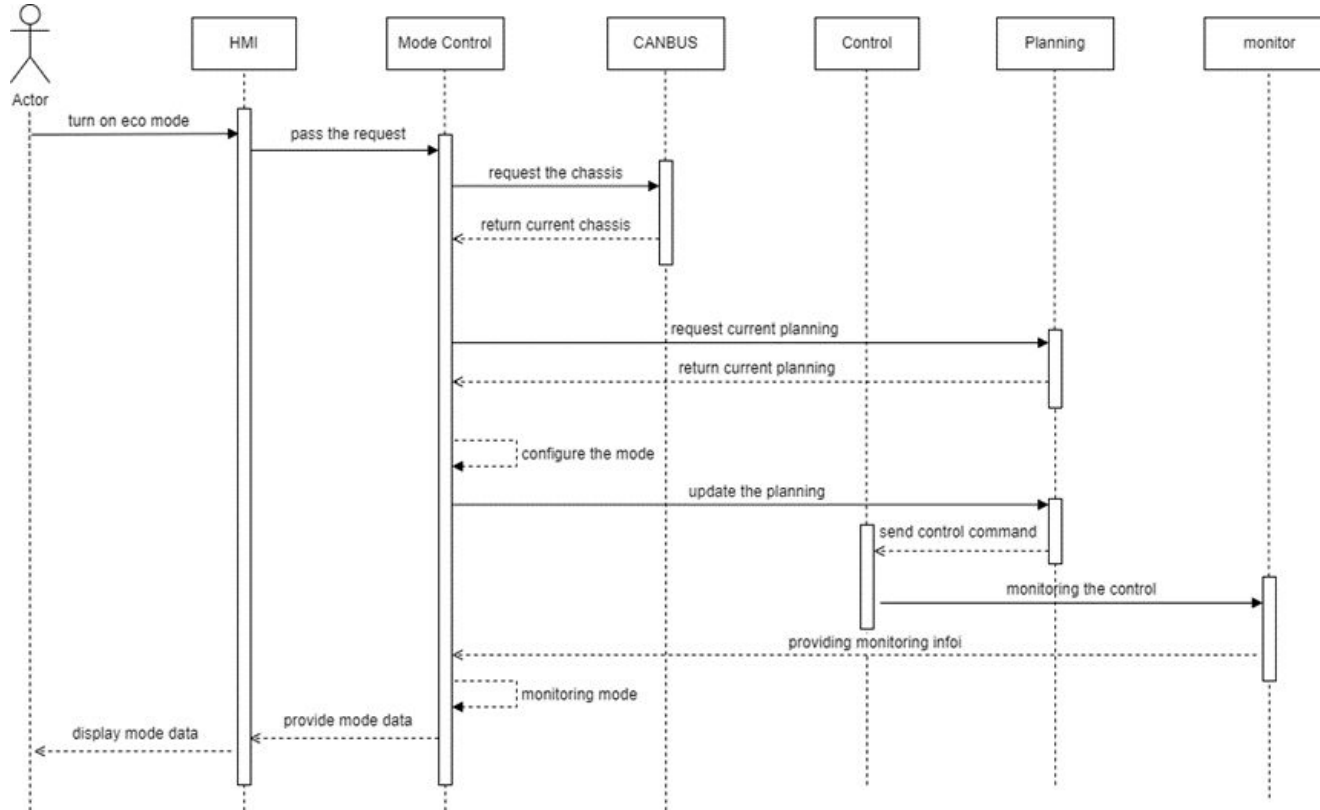 HMI
Mode Control
CANBUS
Control
Planning
monitor
Actor
turn on eco mode
pass the request
request the chassis
return current chassis
request current planning
return current planning
configure the mode
update the planning
send control command
monitoring the control
providing monitoring infoi
monitoring mode
provide mode data
display mode data